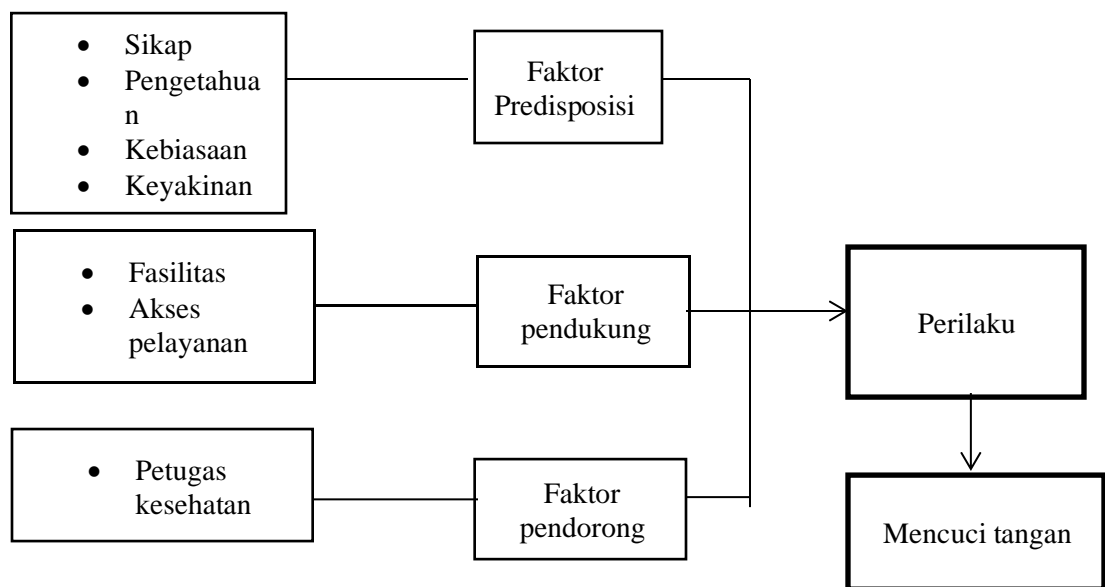 • Sikap
• Pengetahua
n
• Kebiasaan
• Keyakinan
Faktor
Predisposisi
• Fasilitas
• Akses
pelayanan
Faktor
pendukung
Perilaku
• Petugas
kesehatan
Faktor
pendorong
Mencuci tangan